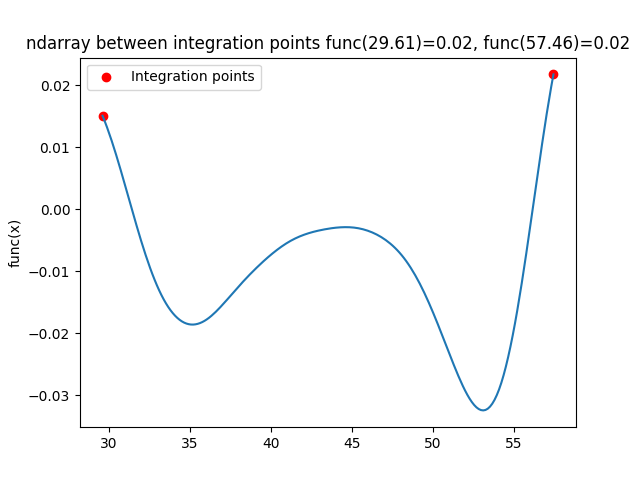 ndarray between integration points func(29.61)=0.02, func(57.46)=0.02
Integration points
func(x)
0.02
0.01
0.00
−0.01
−0.02
−0.03
30 35 40 45 50 55